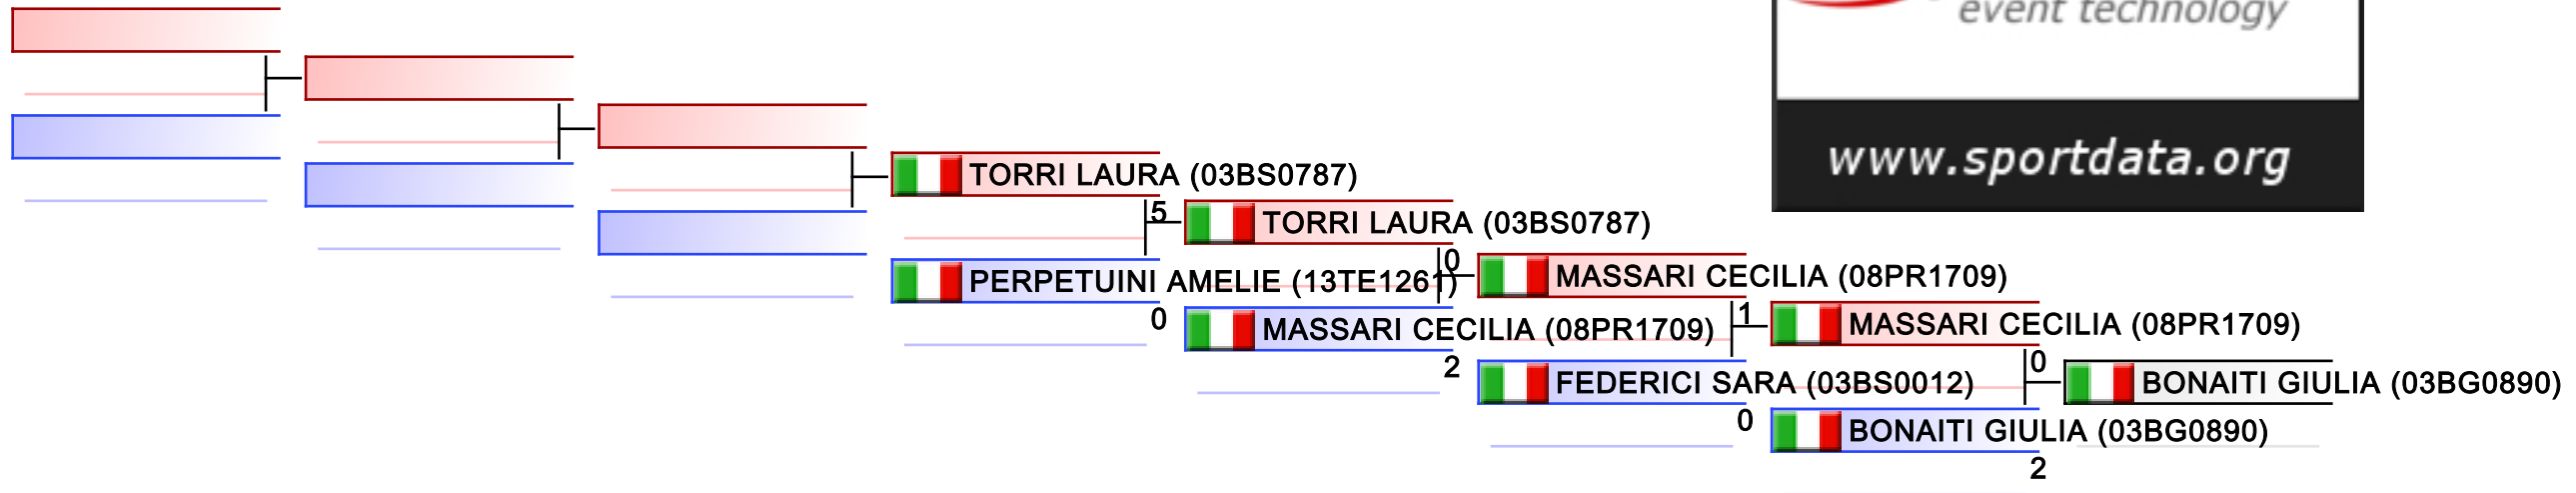 event technology
www.sportdata.org
TORRI LAURA (03BS0787)
5
TORRI LAURA (03BS0787)
0
PERPETUINI AMELIE (13TE1261)
0
MASSARI CECILIA (08PR1709)
MASSARI CECILIA (08PR1709)
2
1
MASSARI CECILIA (08PR1709)
FEDERICI SARA (03BS0012)
0
0
BONAITI GIULIA (03BG0890)
BONAITI GIULIA (03BG0890)
2